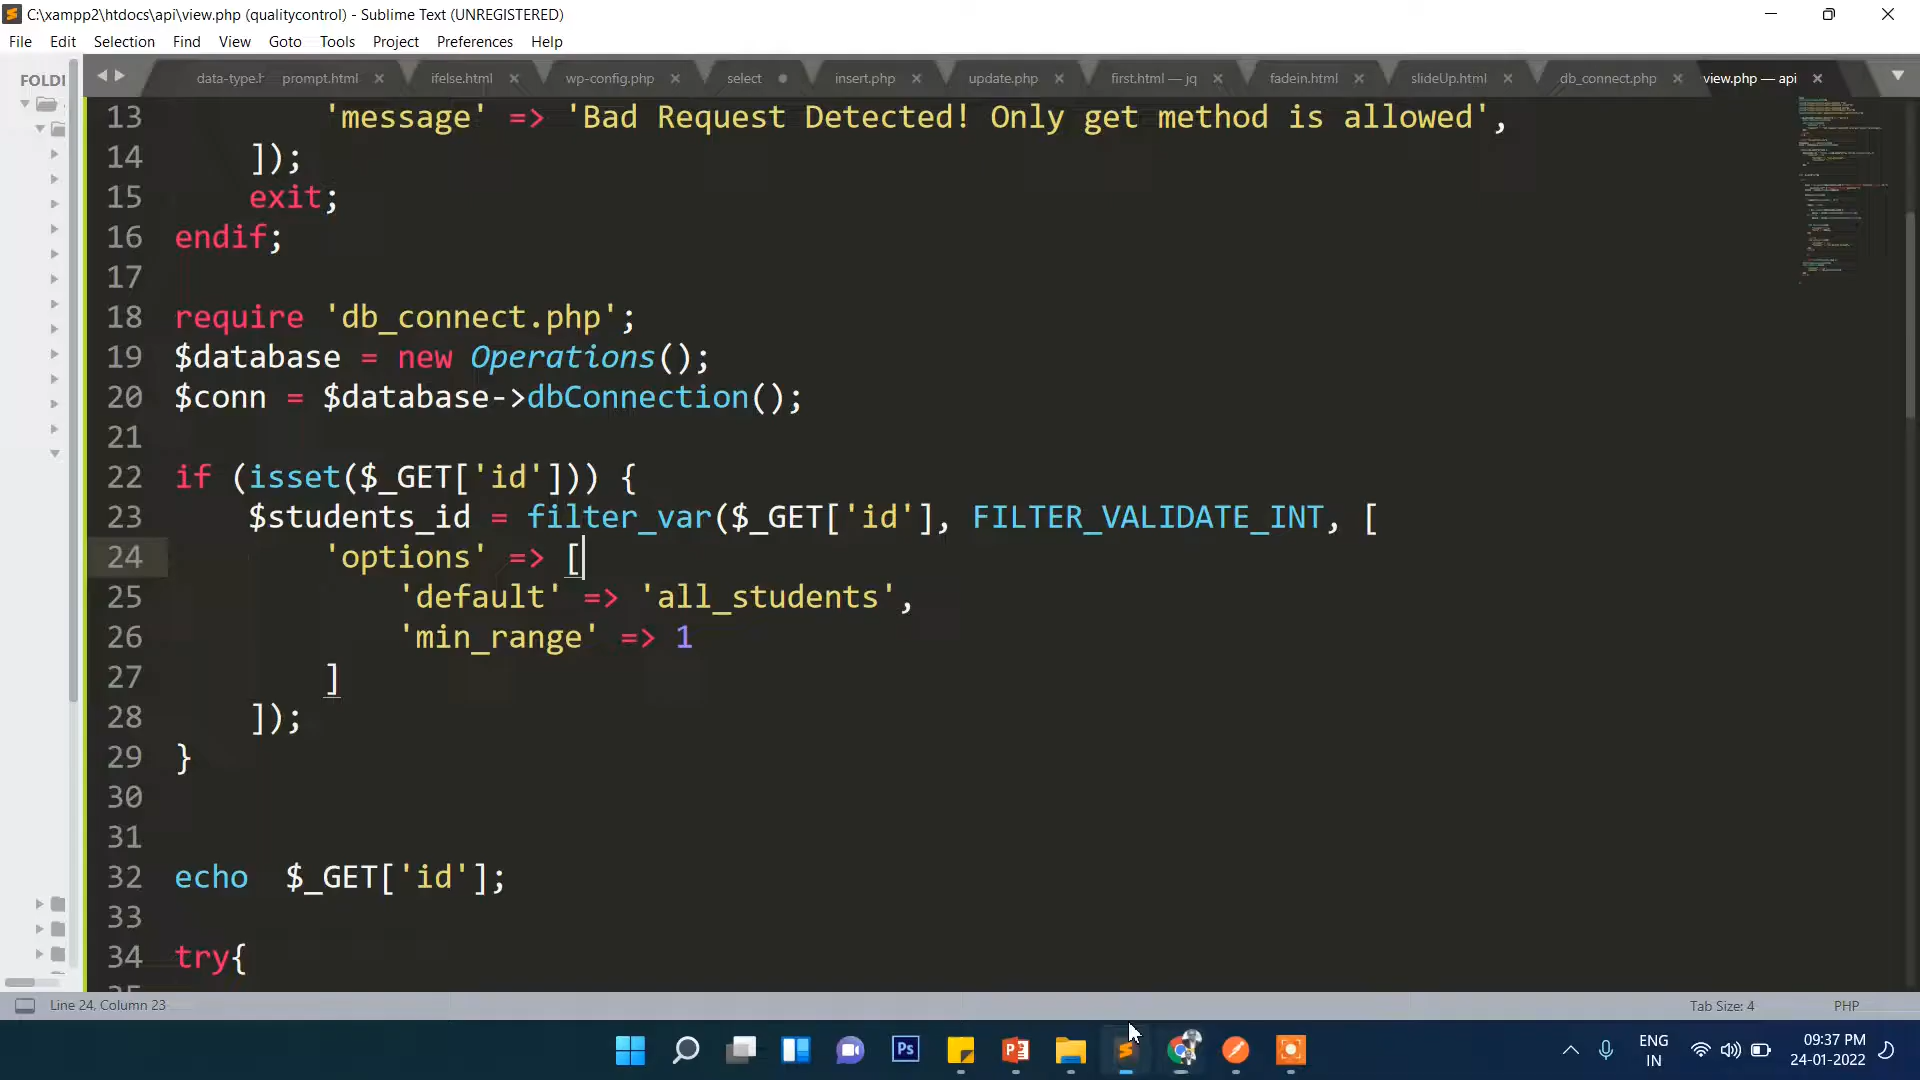 C:\xampp2\htdocs\api\view.php (qualitycontrol) - Sublime Text (UNREGISTERED)
File Edit Selection Find View Goto Tools Project Preferences Help
FOLDI
data-type.h prompt.html ifelse.html wp-config.php select insert.php update.php first.html — jq fadein.html slideUp.html db_connect.php view.php — api
13 'message' => 'Bad Request Detected! Only get method is allowed',
14 ]);
15 exit;
16 endif;
17
18 require 'db_connect.php';
19 $database = new Operations();
20 $conn = $database->dbConnection();
21
22 if (isset($_GET['id'])) {
23 $students_id = filter_var($_GET['id'], FILTER_VALIDATE_INT, [
24 'options' => [
25 'default' => 'all_students',
26 'min_range' => 1
27 ]
28 ]);
29 }
30
31
32 echo  $_GET['id'];
33
34 try{
Line 24, Column 23
Tab Size: 4
PHP
Ps
ENG
IN
09:37 PM
24-01-2022